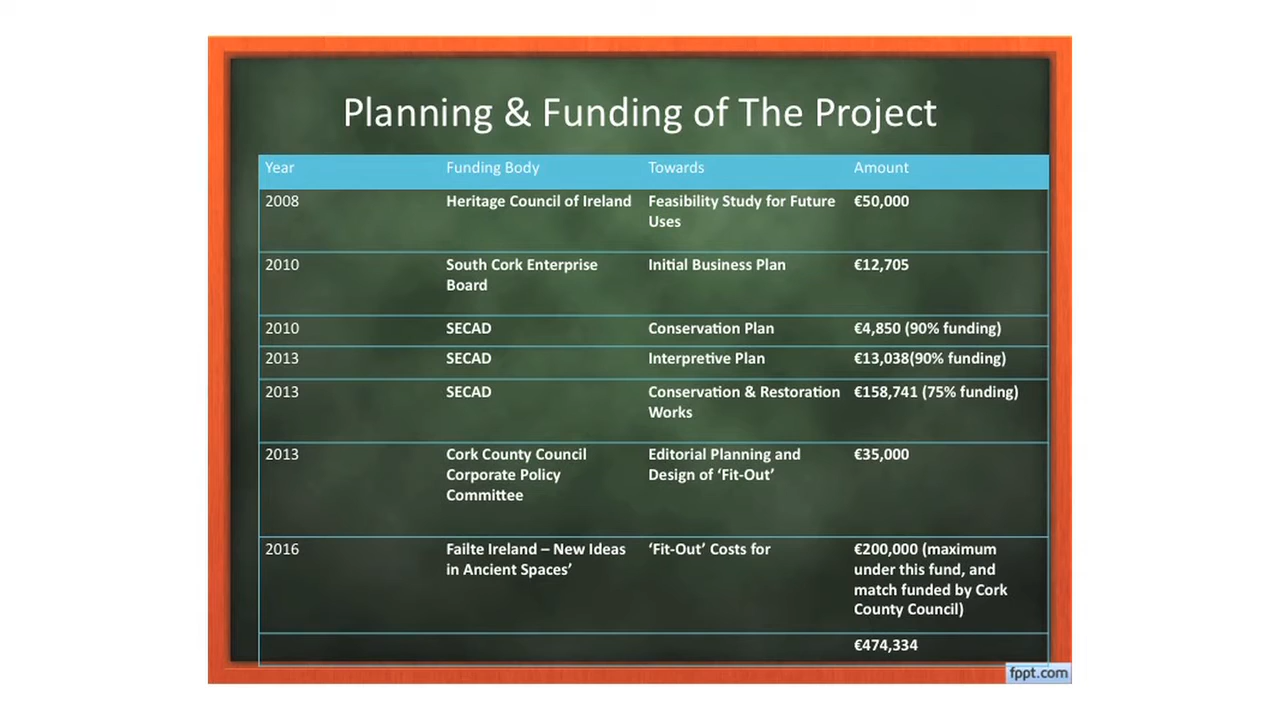 Planning & Funding of The Project
Year Funding Body Towards Amount
2008 Heritage Council of Ireland Feasibility Study for Future €50,000
Uses
2010 South Cork Enterprise Initial Business Plan €12,705
Board
2010 SECAD Conservation Plan €4,850 (90% funding)
2013 SECAD Interpretive Plan €13,038(90% funding)
2013 SECAD Conservation & Restoration €158,741 (75% funding)
Works
2013 Cork County Council Editorial Planning and €35,000
Corporate Policy Design of ‘Fit-Out’
Committee
2016 Failte Ireland – New Ideas ‘Fit-Out’ Costs for €200,000 (maximum
in Ancient Spaces’ under this fund, and
match funded by Cork
County Council)
€474,334
fppt.com